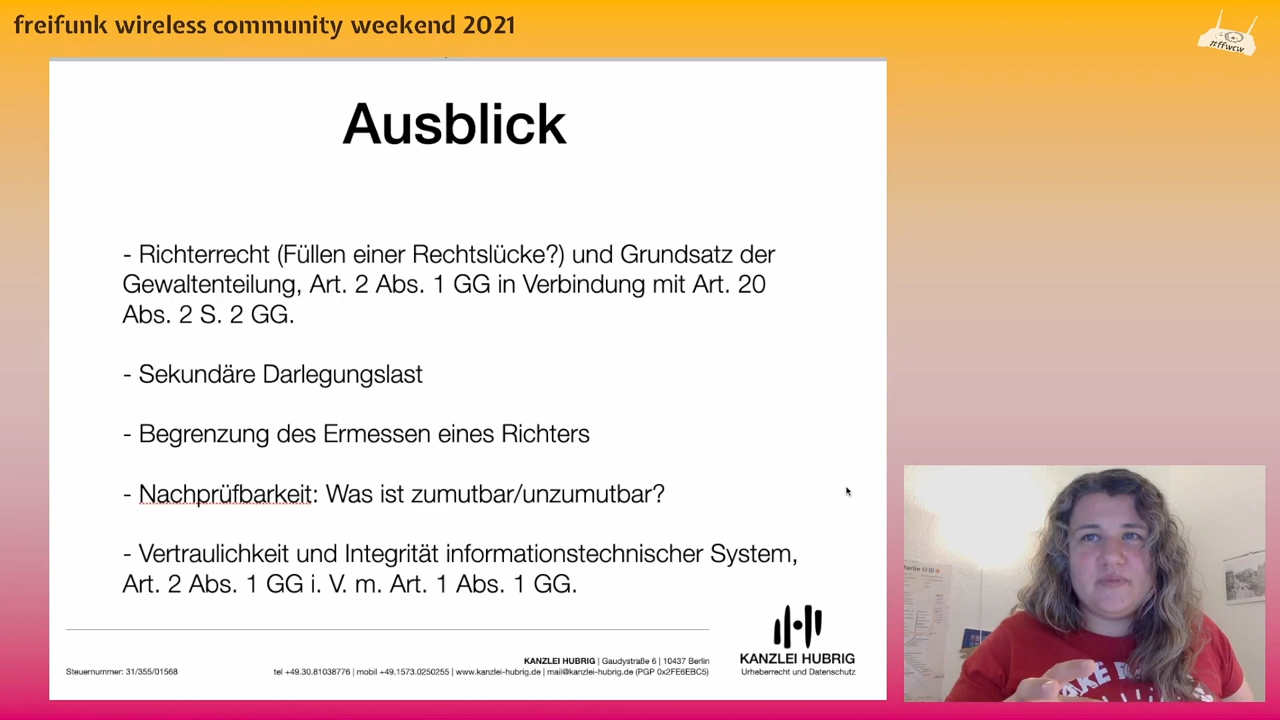 freifunk wireless community weekend 2021
#ffwcw
Ausblick
- Richterrecht (Füllen einer Rechtslücke?) und Grundsatz der
Gewaltenteilung, Art. 2 Abs. 1 GG in Verbindung mit Art. 20
Abs. 2 S. 2 GG.
- Sekundäre Darlegungslast
- Begrenzung des Ermessen eines Richters
- Nachprüfbarkeit: Was ist zumutbar/unzumutbar?
- Vertraulichkeit und Integrität informationstechnischer System,
Art. 2 Abs. 1 GG i. V. m. Art. 1 Abs. 1 GG.
KANZLEI HUBRIG | Gaudystraße 6 | 10437 Berlin
Steuernummer: 31/355/01568
tel +49.30.81038776 | mobil +49.1573.0250255 | www.kanzlei-hubrig.de | mail@kanzlei-hubrig.de (PGP 0x2FE6EBC5)
KANZLEI HUBRIG
Urheberrecht und Datenschutz